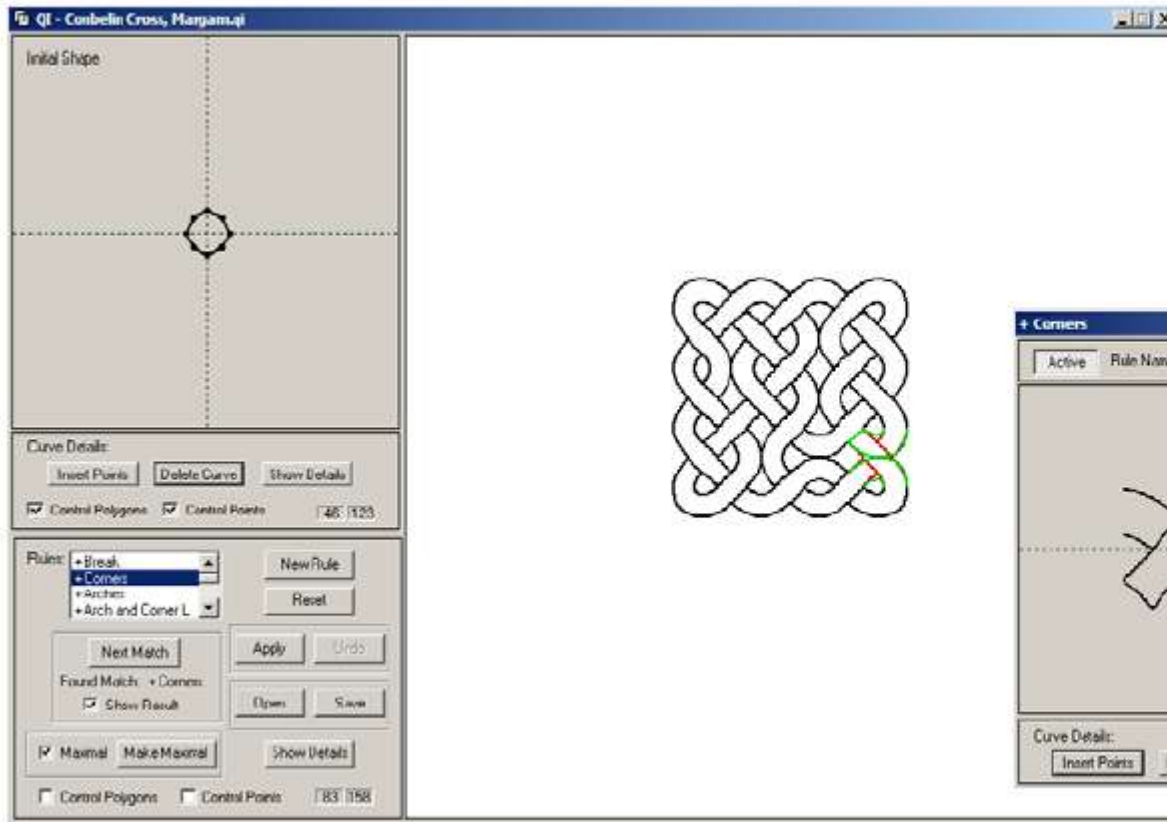 QI - Conbelin Cross, Margam.qi
Initial Shape
Curve Details:
Insert Points Delete Curve Show Details
Control Polygons Control Points 46 123
Rules: +Break
+Corners
+Arches
+Arch and Corner L
New Rule
Reset
Next Match
Found Match: +Corners
Show Result
Apply Undo
Open Save
Maximal Make Maximal Show Details
Control Polygons Control Points 83 158
+ Corners
Active Rule Nam
Curve Details:
Insert Points